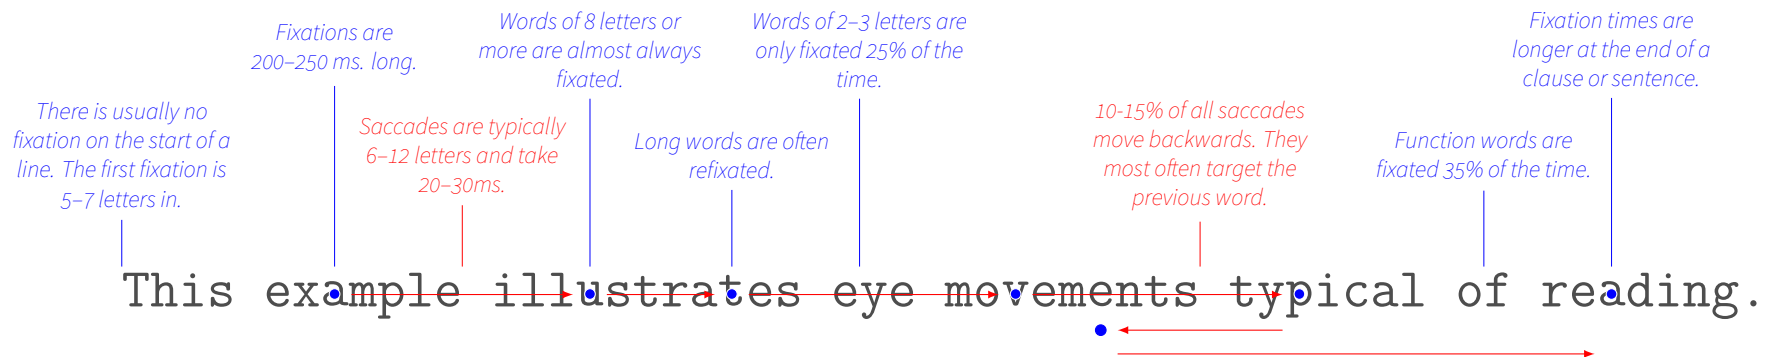 There is usually no
fixation on the start of a
line. The first fixation is
5–7 letters in.
Fixations are
200–250 ms. long.
Saccades are typically
6–12 letters and take
20–30ms.
Words of 8 letters or
more are almost always
fixated.
Long words are often
refixated.
Words of 2–3 letters are
only fixated 25% of the
time.
10-15% of all saccades
move backwards. They
most often target the
previous word.
Function words are
fixated 35% of the time.
Fixation times are
longer at the end of a
clause or sentence.
This example illustrates eye movements typical of reading.